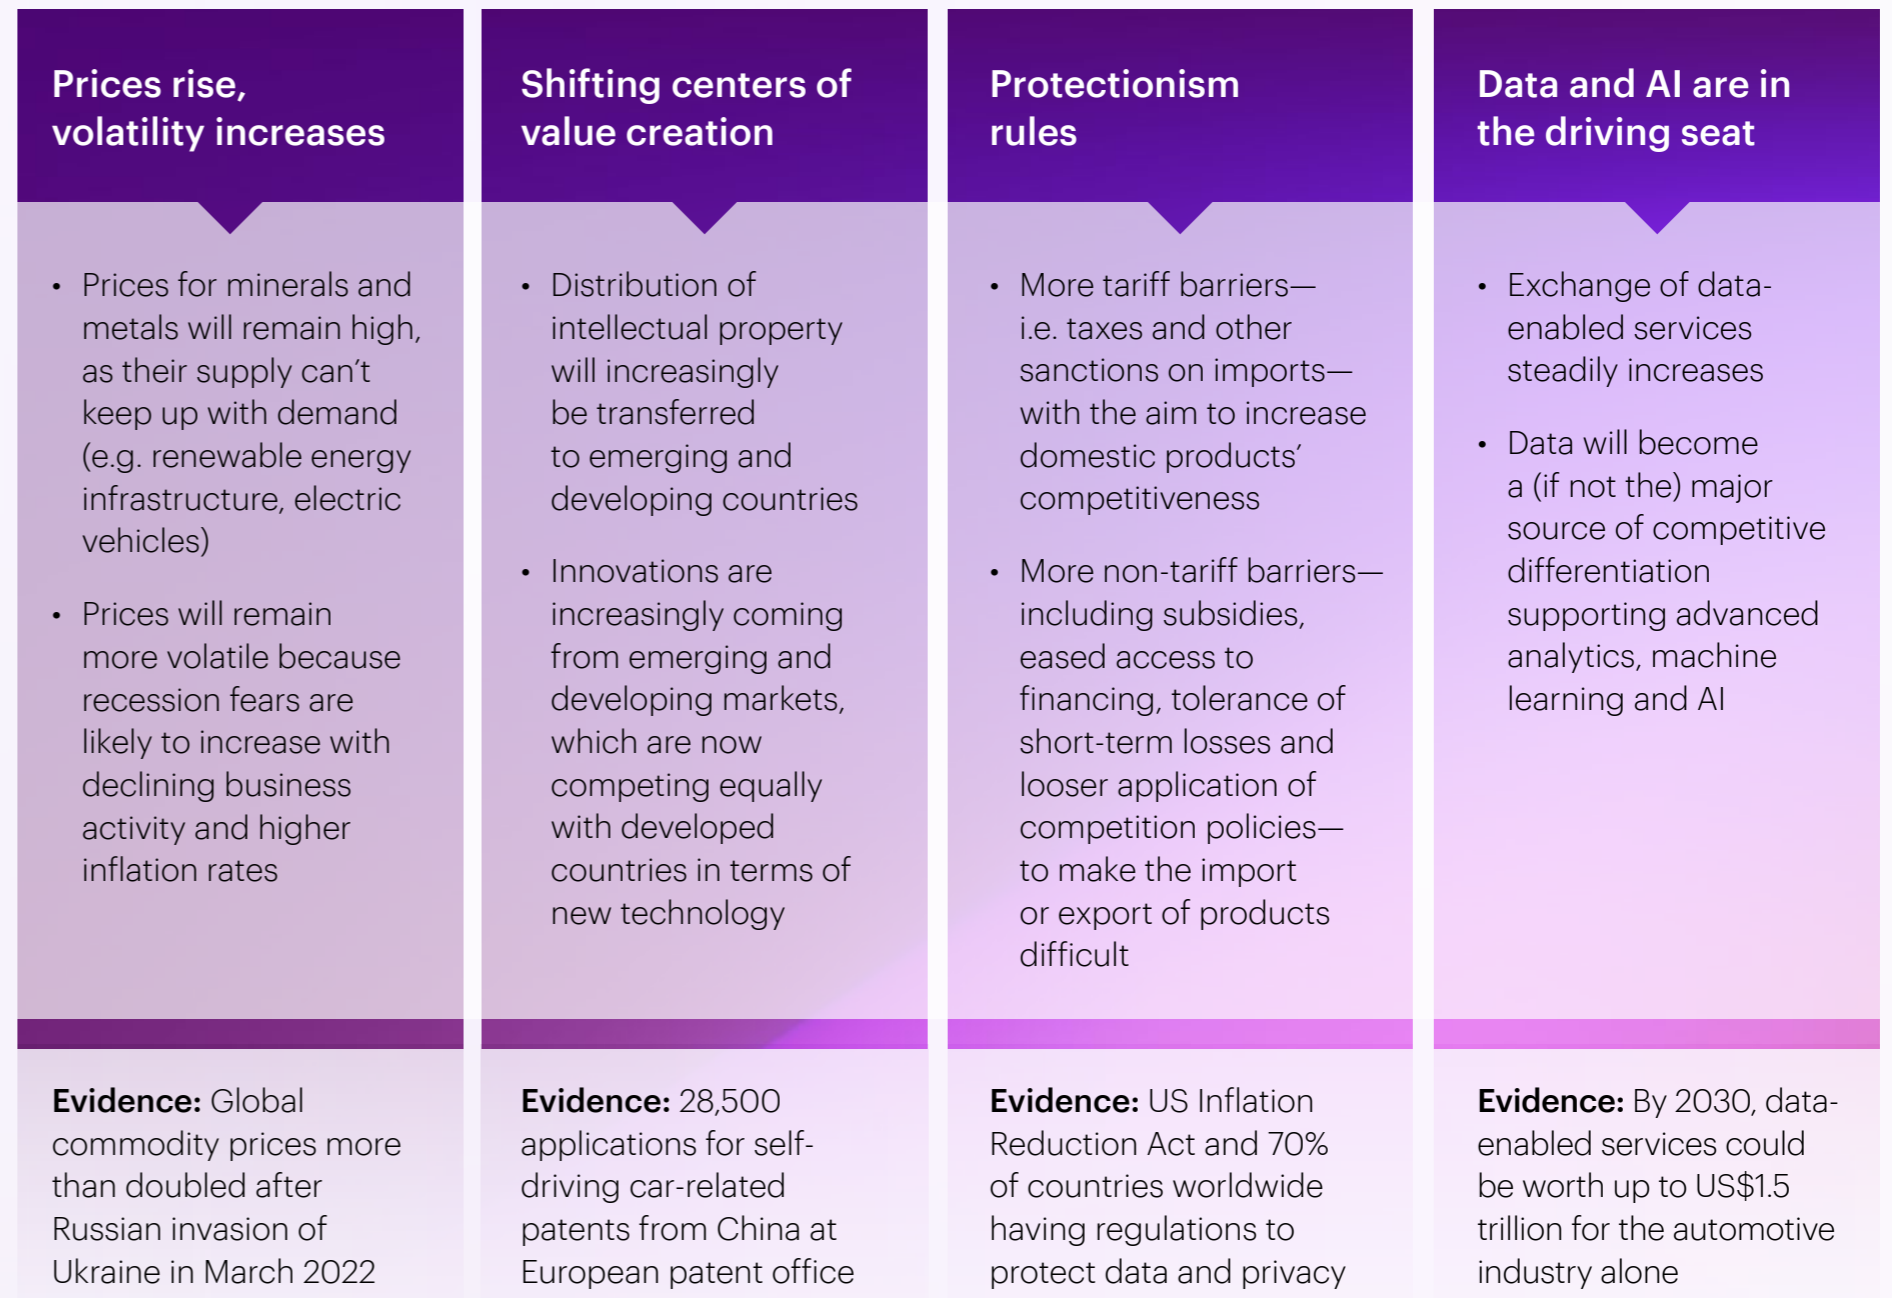 Prices rise,
volatility increases
• Prices for minerals and
metals will remain high,
as their supply can’t
keep up with demand
(e.g. renewable energy
infrastructure, electric
vehicles)
• Prices will remain
more volatile because
recession fears are
likely to increase with
declining business
activity and higher
inflation rates
Evidence: Global
commodity prices more
than doubled after
Russian invasion of
Ukraine in March 2022
Shifting centers of
value creation
• Distribution of
intellectual property
will increasingly
be transferred
to emerging and
developing countries
• Innovations are
increasingly coming
from emerging and
developing markets,
which are now
competing equally
with developed
countries in terms of
new technology
Evidence: 28,500
applications for self-
driving car-related
patents from China at
European patent office
Protectionism
rules
• More tariff barriers—
i.e. taxes and other
sanctions on imports—
with the aim to increase
domestic products’
competitiveness
• More non-tariff barriers—
including subsidies,
eased access to
financing, tolerance of
short-term losses and
looser application of
competition policies—
to make the import
or export of products
difficult
Evidence: US Inflation
Reduction Act and 70%
of countries worldwide
having regulations to
protect data and privacy
Data and AI are in
the driving seat
• Exchange of data-
enabled services
steadily increases
• Data will become
a (if not the) major
source of competitive
differentiation
supporting advanced
analytics, machine
learning and AI
Evidence: By 2030, data-
enabled services could
be worth up to US$1.5
trillion for the automotive
industry alone